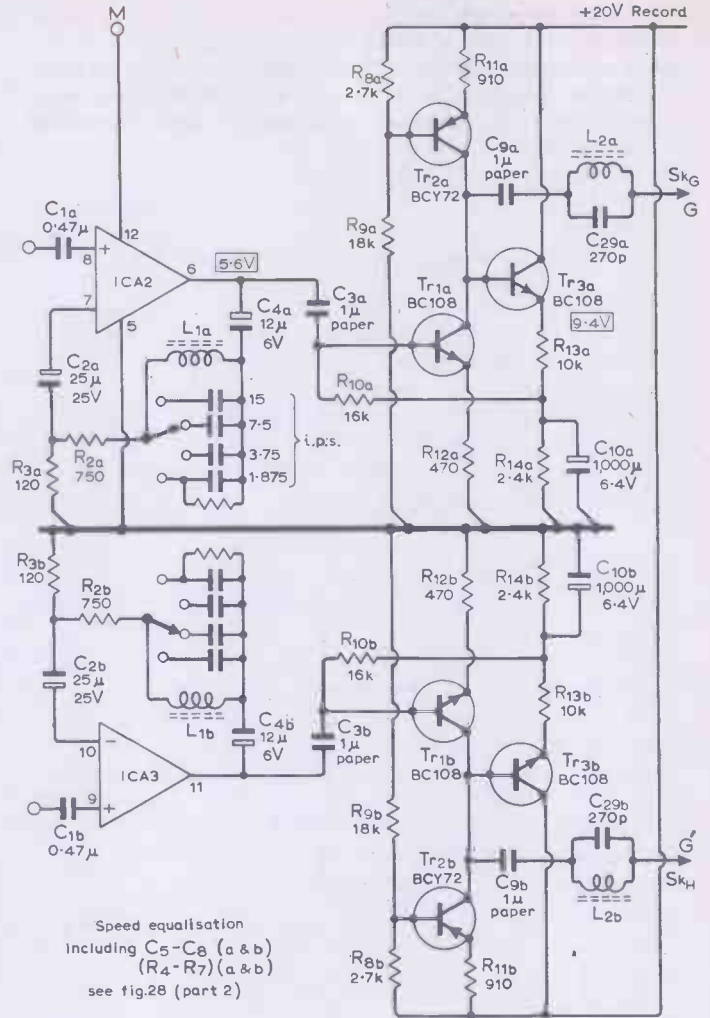 M
+20V Record
R8a
2·7k
R11a
910
Tr2a
BCY72
C9a
1μ
paper
L2a
SkG
G
C29a
270p
C1a
0·47μ
12
8
+
ICA2
6
5·6V
7
5
C4a
12μ
6V
C3a
1μ
paper
R9a
18k
Tr1a
BC108
Tr3a
BC108
9·4V
L1a
C2a
25μ
25V
15
7·5
3·75
1·875
i.p.s.
R10a
16k
R13a
10k
R3a
120
R2a
750
R12a
470
R14a
2·4k
C10a
1,000μ
6·4V
R3b
120
R2b
750
R12b
470
R14b
2·4k
C10b
1,000μ
6·4V
C2b
25μ
25V
L1b
C4b
12μ
6V
R10b
16k
C3b
1μ
paper
Tr1b
BC108
R13b
10k
Tr3b
BC108
10
-
ICA3
11
9
+
C1b
0·47μ
R9b
18k
Tr2b
BCY72
C9b
1μ
paper
C29b
270p
G'
SkH
L2b
R8b
2·7k
R11b
910
Speed equalisation
including C5-C8 (a & b)
(R4-R7)(a & b)
see fig.28 (part 2)